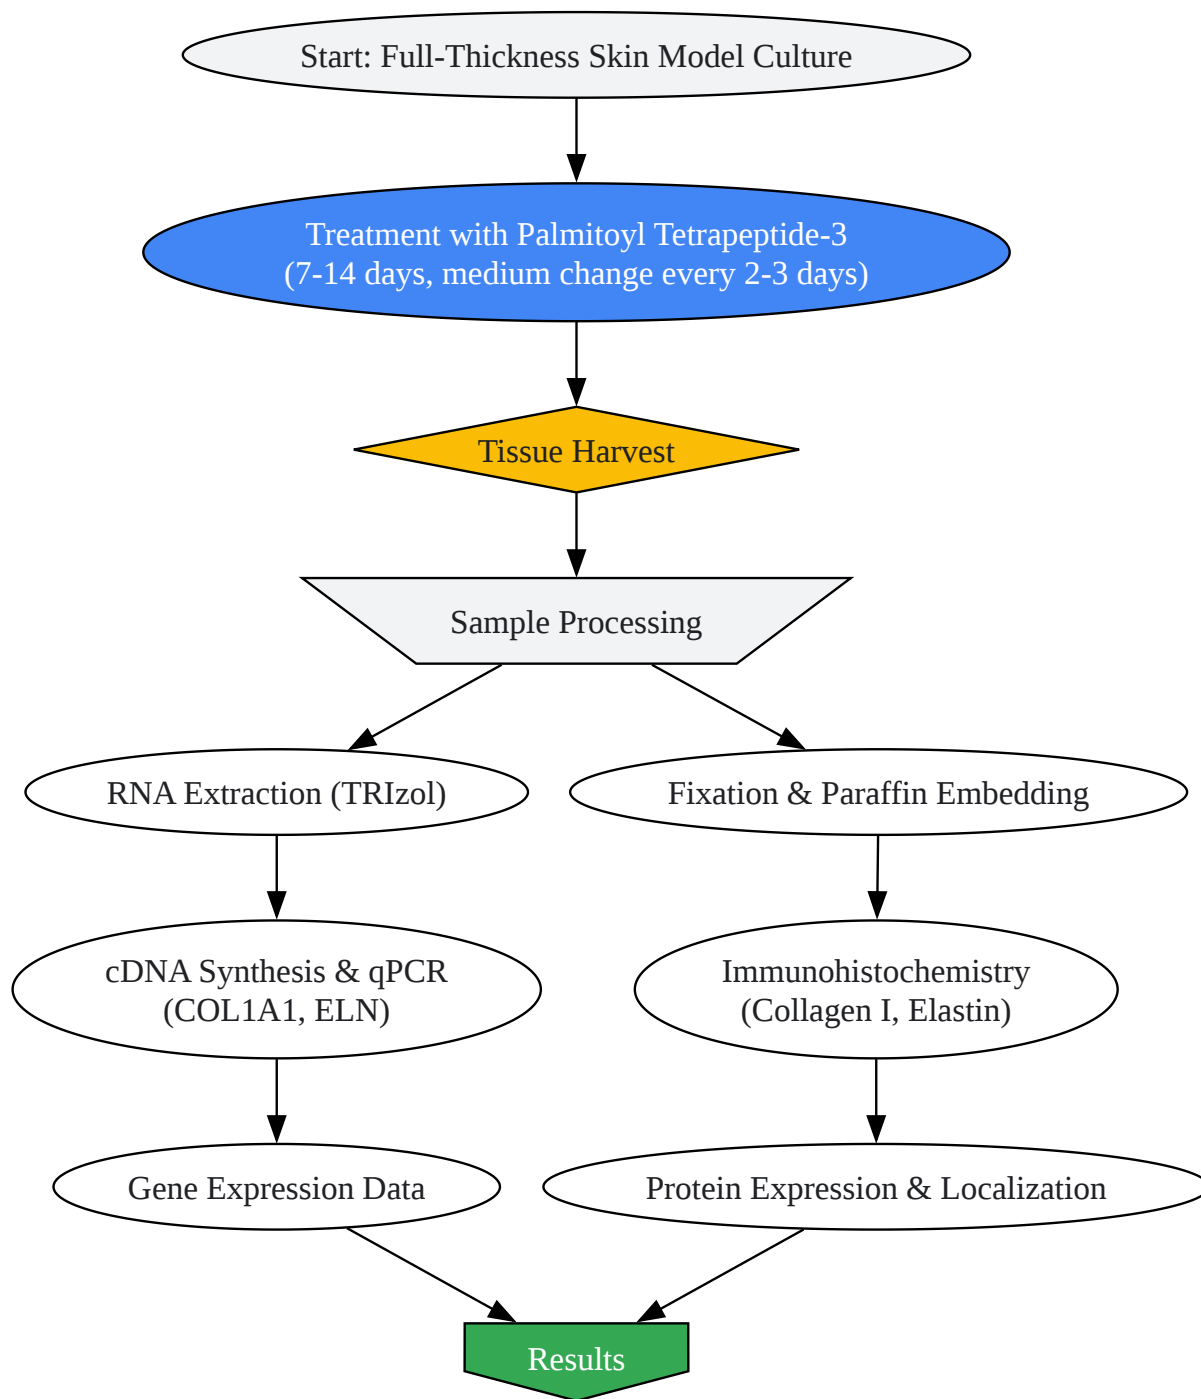 Start: Full-Thickness Skin Model Culture
Treatment with Palmitoyl Tetrapeptide-3
(7-14 days, medium change every 2-3 days)
Tissue Harvest
Sample Processing
RNA Extraction (TRIzol)
Fixation & Paraffin Embedding
cDNA Synthesis & qPCR
(COL1A1, ELN)
Immunohistochemistry
(Collagen I, Elastin)
Gene Expression Data
Protein Expression & Localization
Results